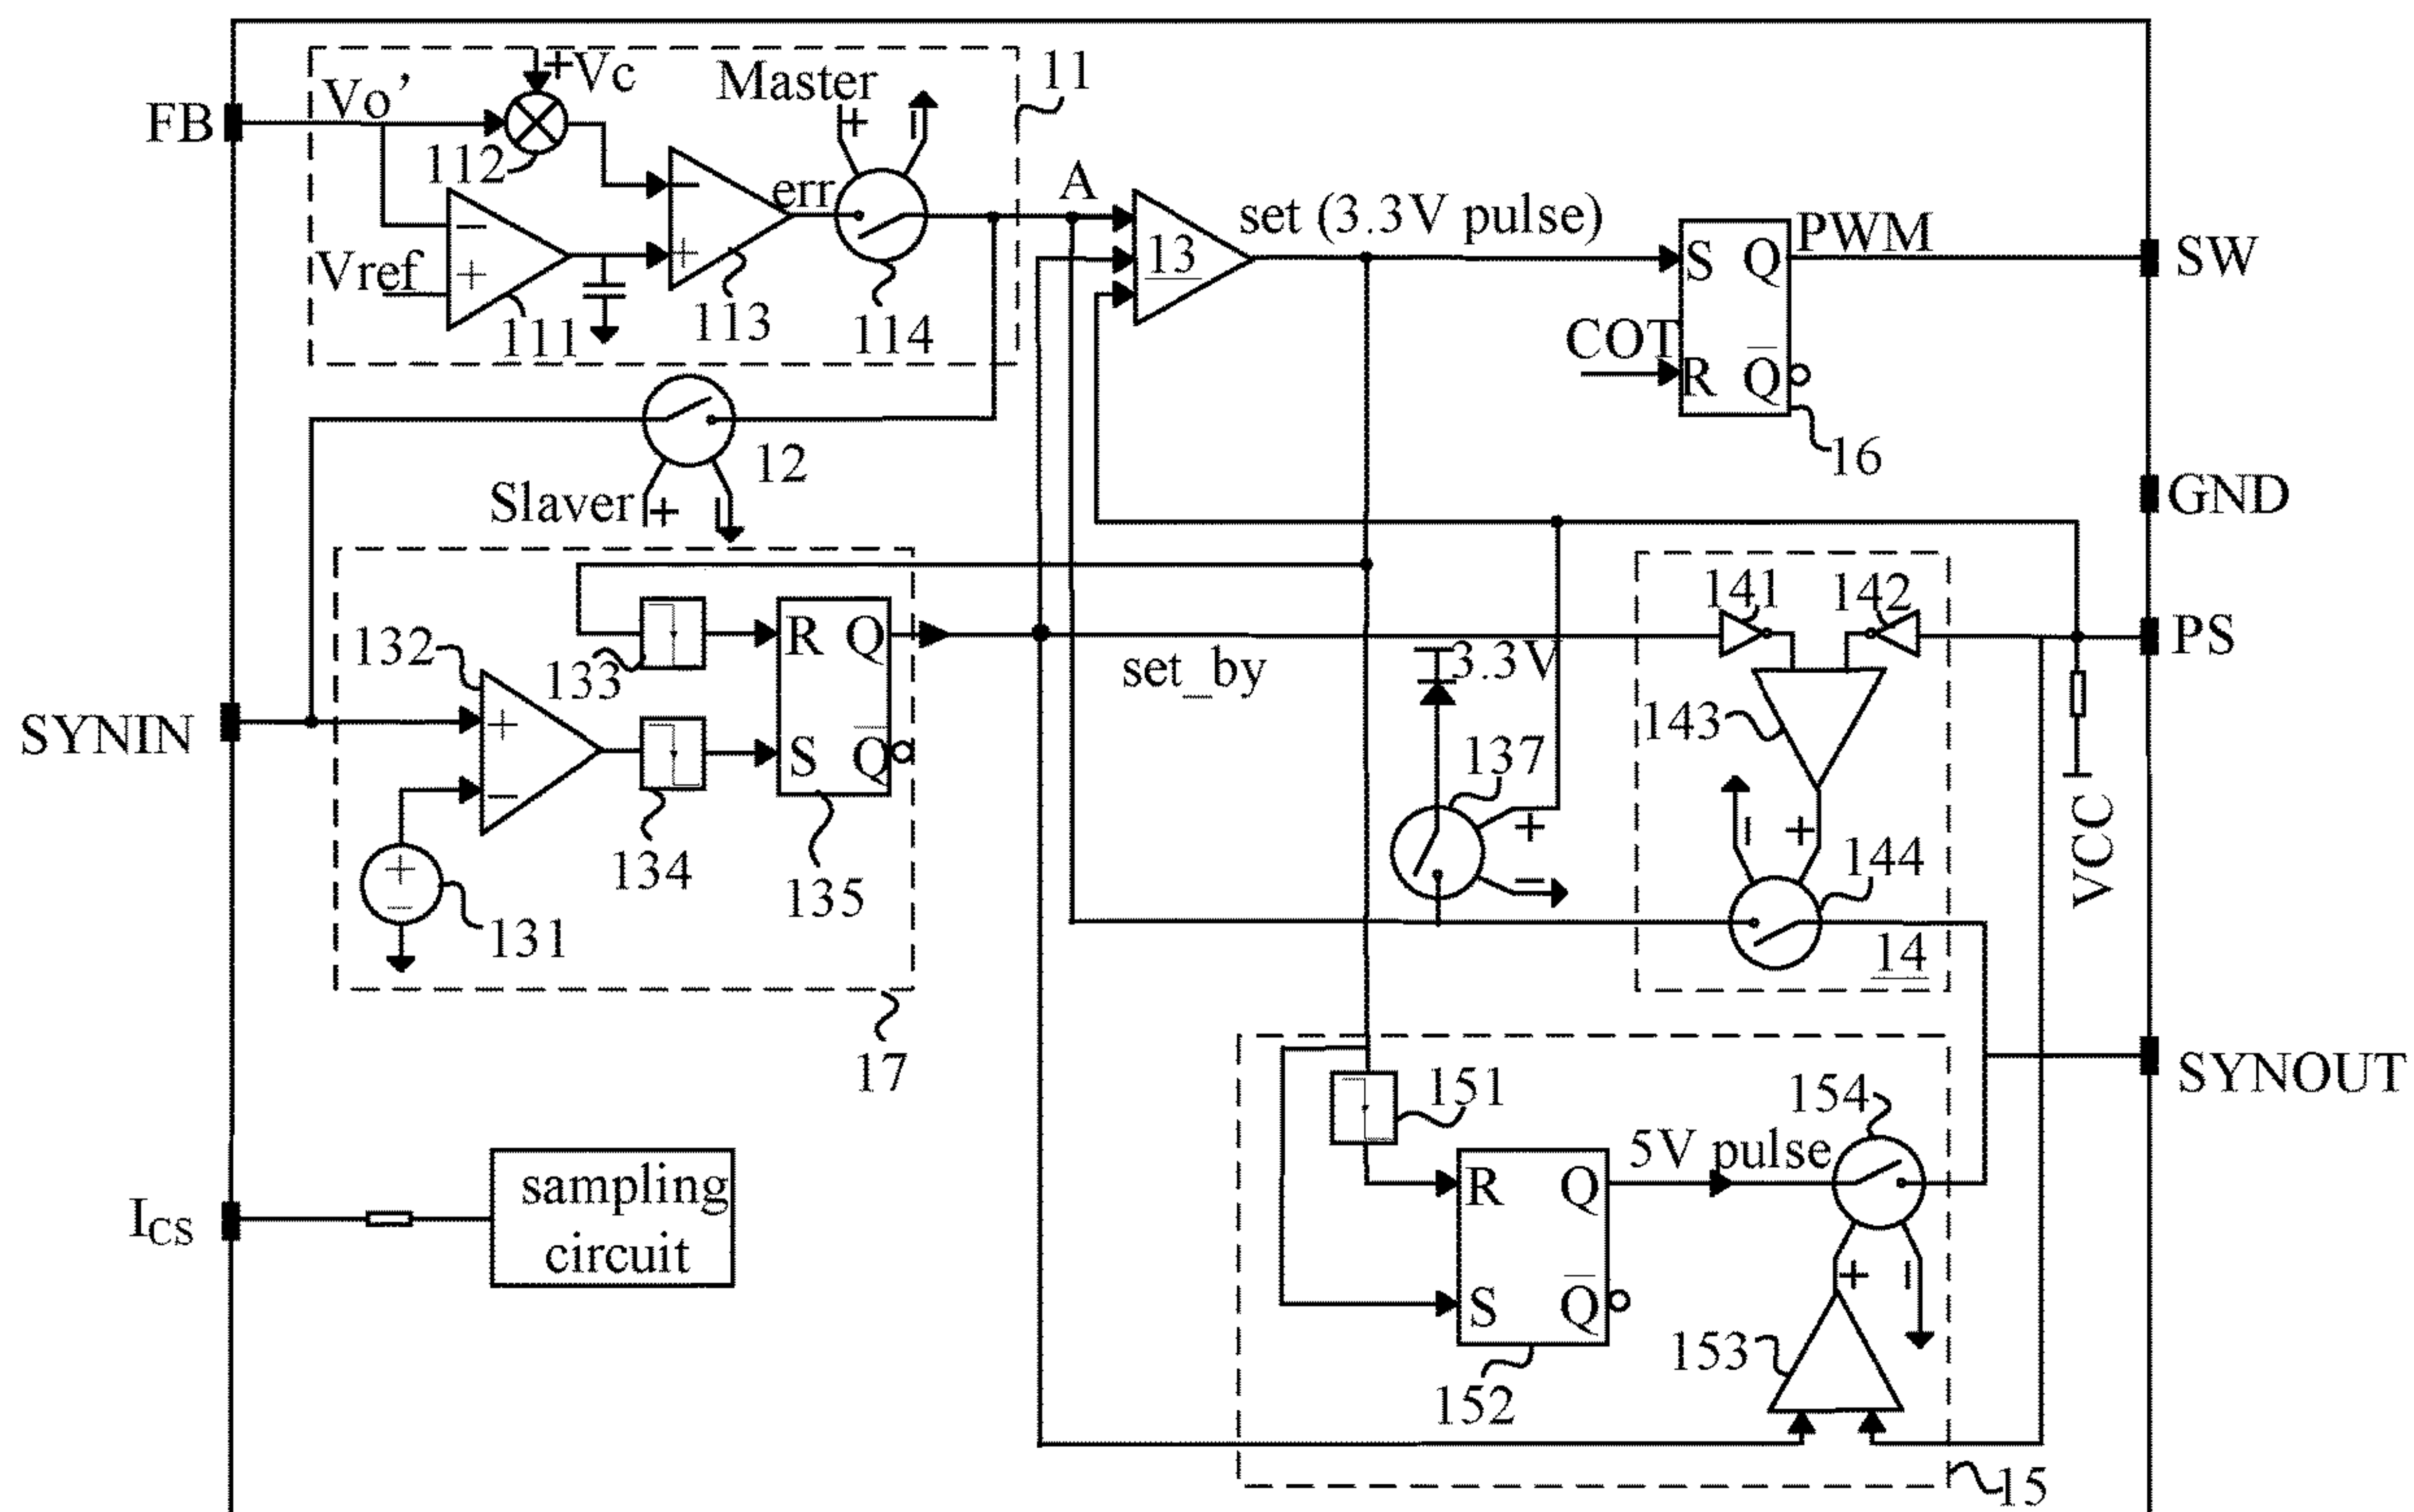 FB
Vo’
+Vc
112
Vref
−
+
111
−
+
113
err
Master
+
−
114
11
A
13
set (3.3V pulse)
S Q
PWM
SW
COT
R Q̅
16
GND
12
Slaver
+
−
132
133
R Q
set_by
SYNIN
+
−
134
S Q̅
135
+
−
131
17
3.3V
137
+
−
141
142
PS
143
−
+
144
14
VCC
SYNOUT
I_CS
sampling
circuit
151
154
5V pulse
R Q
S Q̅
152
+
−
153
15